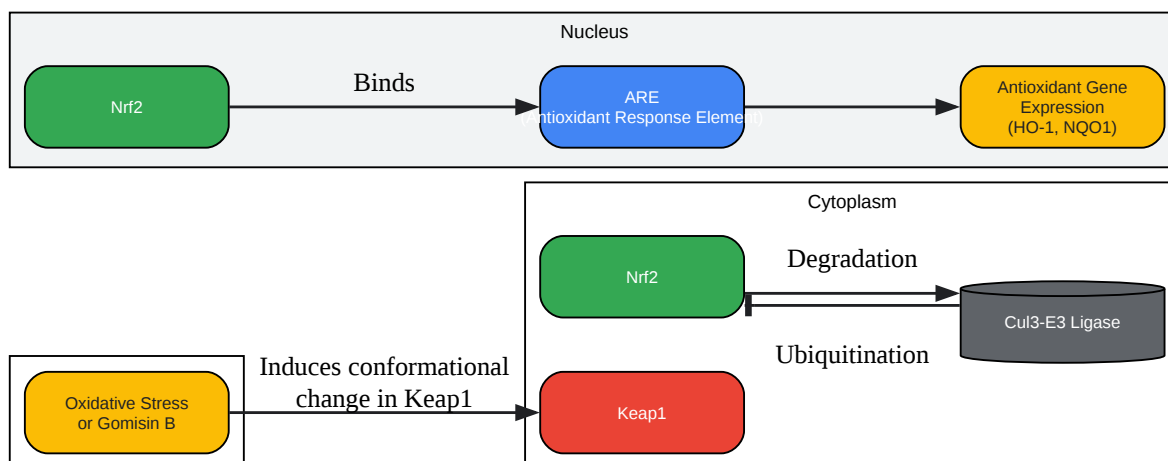 Nucleus
Nrf2
Binds
ARE
(Antioxidant Response Element)
Antioxidant Gene
Expression
(HO-1, NQO1)
Cytoplasm
Nrf2
Degradation
Cul3-E3 Ligase
Ubiquitination
Oxidative Stress
or Gomisin B
Induces conformational
change in Keap1
Keap1